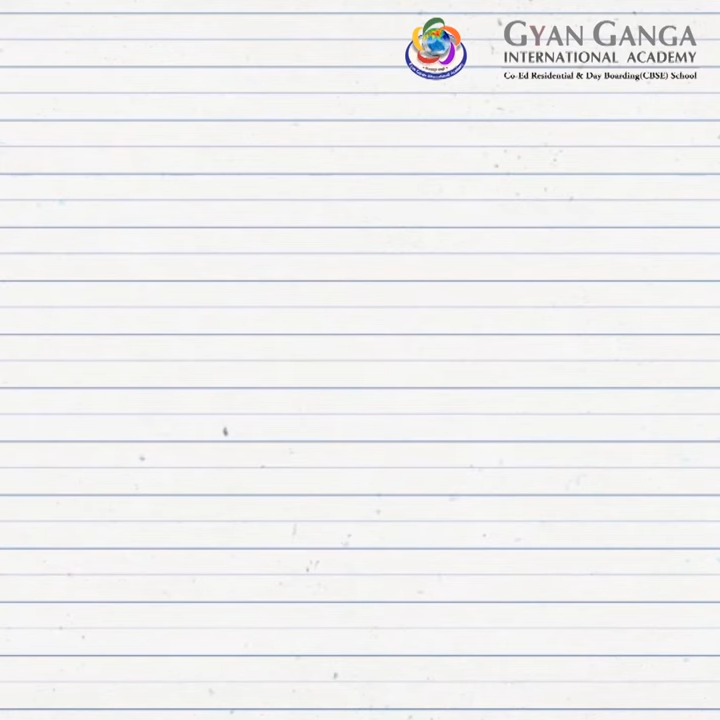 GYAN GANGA
INTERNATIONAL ACADEMY
Co-Ed Residential & Day Boarding(CBSE) School